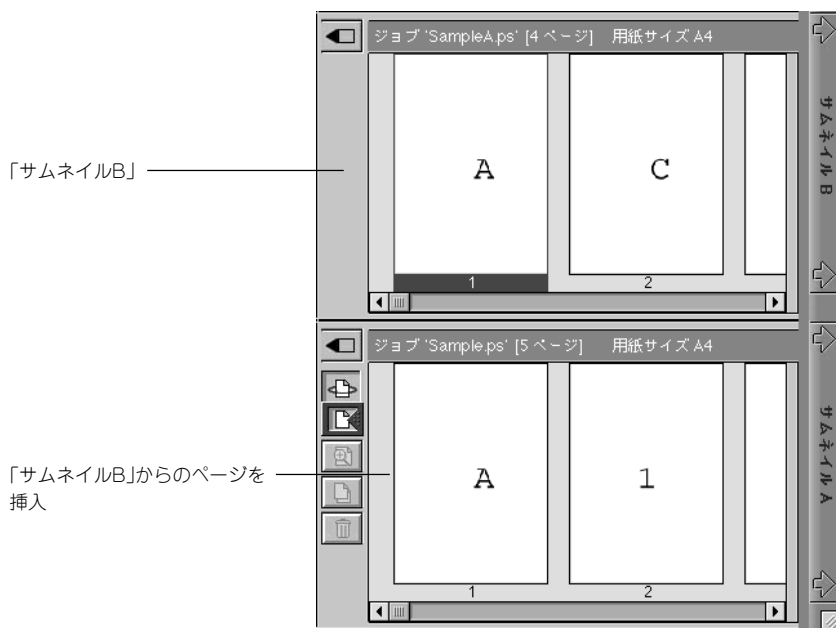 ジョブ 'SampleA.ps' [4 ページ] 用紙サイズ A4
サムネイル B
「サムネイルB」
A
C
1
2
ジョブ 'Sample.ps' [5 ページ] 用紙サイズ A4
サムネイル A
「サムネイルB」からのページを
挿入
A
1
1
2